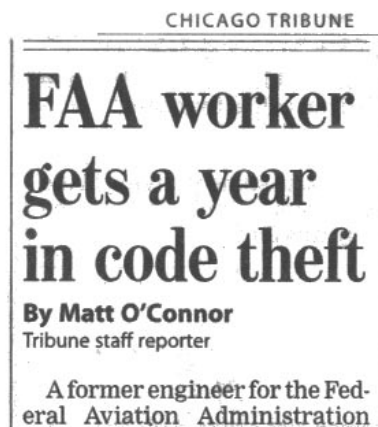 CHICAGO TRIBUNE
FAA worker
gets a year
in code theft
By Matt O'Connor
Tribune staff reporter
A former engineer for the Fed-
eral Aviation Administration